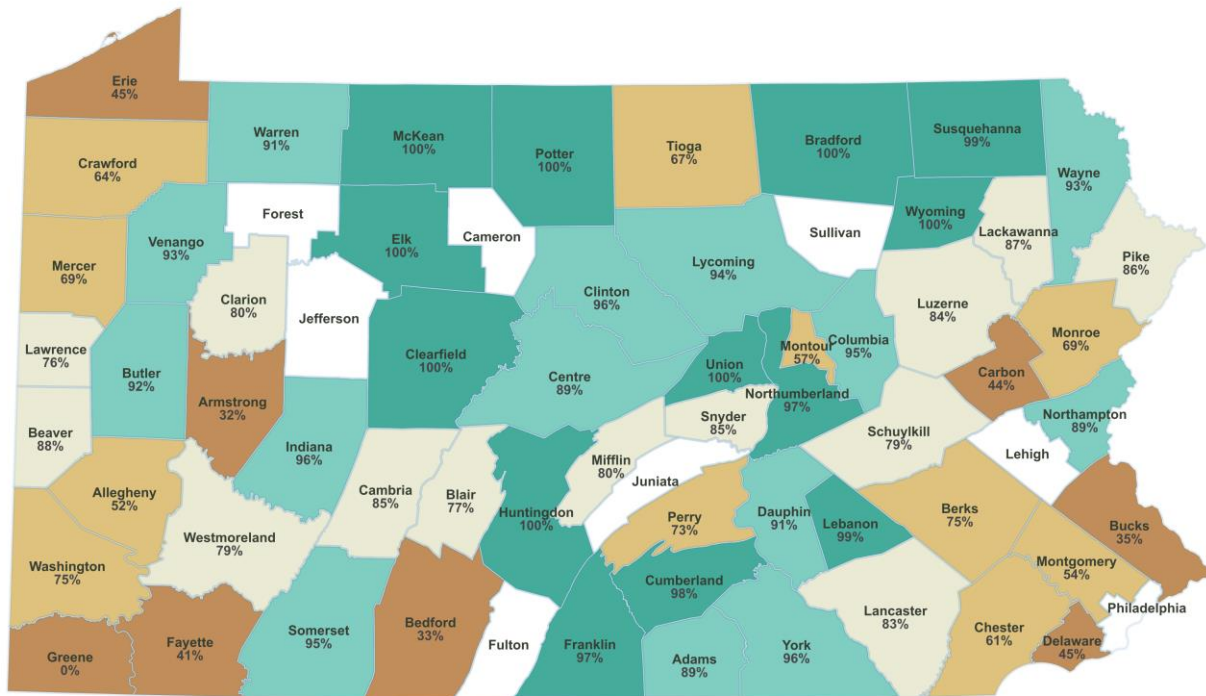 Erie
45%
Warren
91%
McKean
100%
Potter
100%
Tioga
67%
Bradford
100%
Susquehanna
99%
Wayne
93%
Crawford
64%
Forest
Venango
93%
Elk
100%
Cameron
Sullivan
Wyoming
100%
Lackawanna
87%
Pike
86%
Mercer
69%
Clarion
80%
Jefferson
Clinton
96%
Lycoming
94%
Luzerne
84%
Monroe
69%
Lawrence
76%
Butler
92%
Armstrong
32%
Clearfield
100%
Centre
89%
Union
100%
Montour
57%
Columbia
95%
Carbon
44%
Northumberland
97%
Northampton
89%
Beaver
88%
Indiana
96%
Snyder
85%
Schuylkill
79%
Lehigh
Allegheny
52%
Cambria
85%
Blair
77%
Mifflin
80%
Juniata
Huntingdon
100%
Perry
73%
Dauphin
91%
Lebanon
99%
Berks
75%
Bucks
35%
Westmoreland
79%
Washington
75%
Cumberland
98%
Montgomery
54%
Philadelphia
Lancaster
83%
Chester
61%
Delaware
45%
Greene
0%
Fayette
41%
Somerset
95%
Bedford
33%
Fulton
Franklin
97%
Adams
89%
York
96%